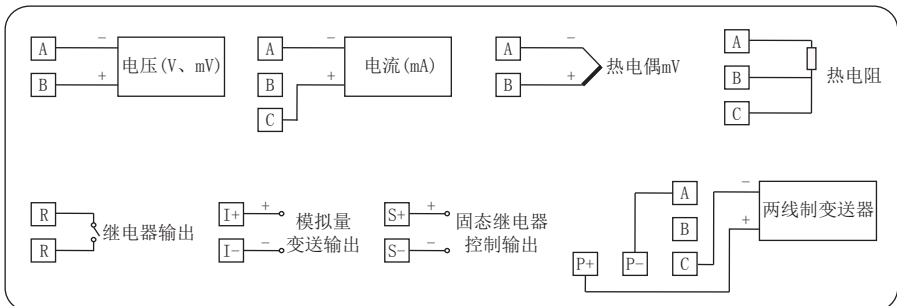 A
−
电压(V、mV)
B
+
A
−
电流(mA)
B
+
C
A
−
热电偶mV
B
+
A
B
热电阻
C
R
继电器输出
R
I+
+
模拟量
变送输出
I-
−
S+
+
固态继电器
控制输出
S-
−
A
−
两线制变送器
B
+
P+
P-
C